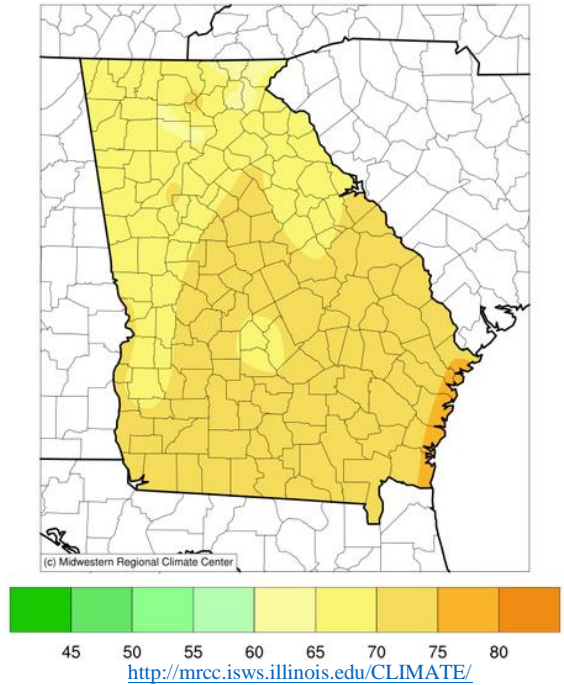 (c) Midwestern Regional Climate Center
45 50 55 60 65 70 75 80
http://mrcc.isws.illinois.edu/CLIMATE/